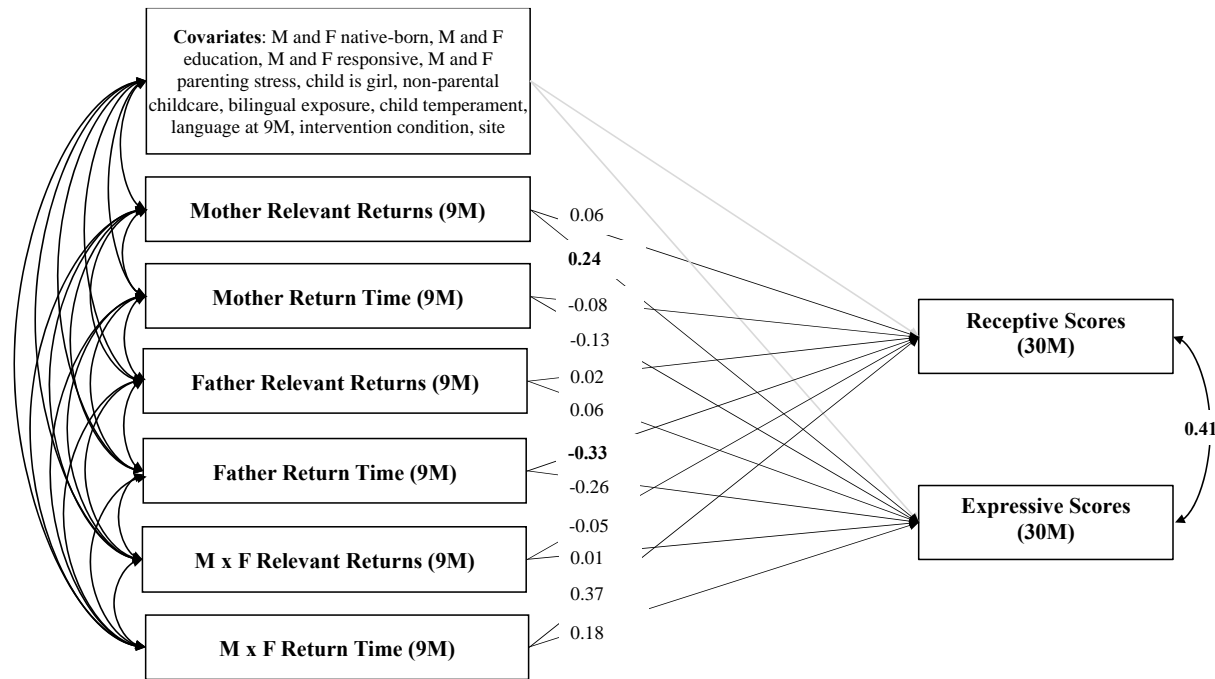 Covariates: M and F native-born, M and F
education, M and F responsive, M and F
parenting stress, child is girl, non-parental
childcare, bilingual exposure, child temperament,
language at 9M, intervention condition, site
Mother Relevant Returns (9M)
0.06
0.24
Mother Return Time (9M)
-0.08
-0.13
Father Relevant Returns (9M)
0.02
0.06
Father Return Time (9M)
-0.33
-0.26
M x F Relevant Returns (9M)
-0.05
0.01
M x F Return Time (9M)
0.37
0.18
Receptive Scores
(30M)
Expressive Scores
(30M)
0.41